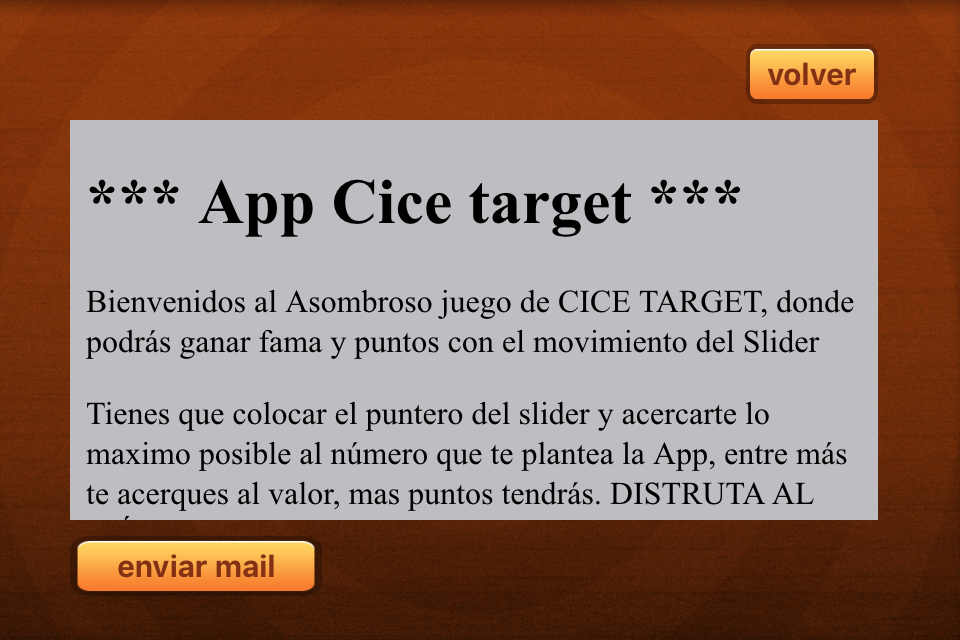 volver
*** App Cice target ***
Bienvenidos al Asombroso juego de CICE TARGET, donde
podrás ganar fama y puntos con el movimiento del Slider
Tienes que colocar el puntero del slider y acercarte lo
maximo posible al número que te plantea la App, entre más
te acerques al valor, mas puntos tendrás. DISTRUTA AL
enviar mail